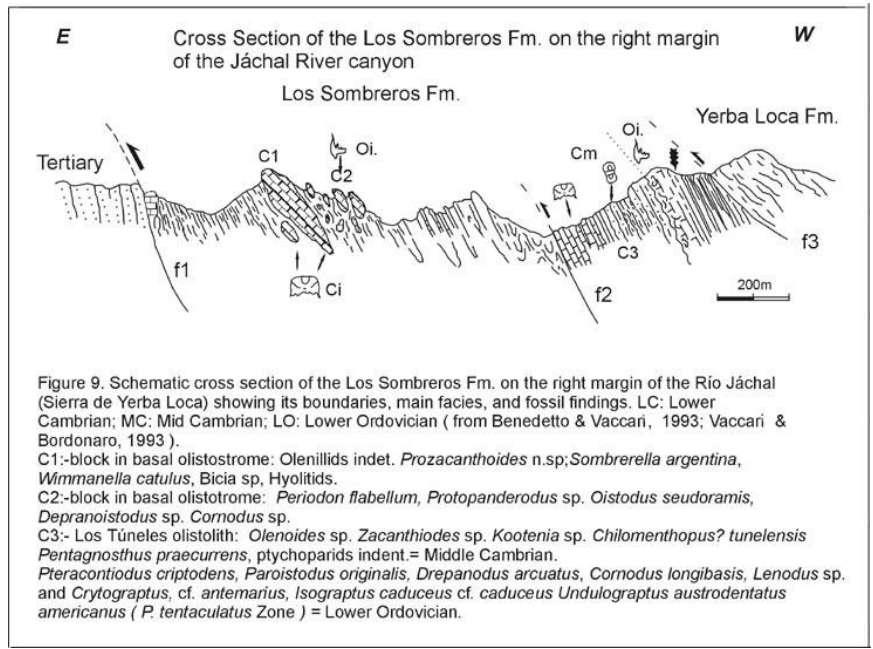 E
Cross Section of the Los Sombreros Fm. on the right margin
W
of the Jáchal River canyon
Los Sombreros Fm.
Yerba Loca Fm.
Tertiary
C1
Oi.
C2
Cm
Oi.
Ci
C3
f1
f2
f3
200m
Figure 9. Schematic cross section of the Los Sombreros Fm. on the right margin of the Río Jáchal
(Sierra de Yerba Loca) showing its boundaries, main facies, and fossil findings. LC: Lower
Cambrian; MC: Mid Cambrian; LO: Lower Ordovician ( from Benedetto & Vaccari, 1993; Vaccari &
Bordonaro, 1993 ).
C1:-block in basal olistostrome: Olenillids indet. Prozacanthoides n.sp;Sombrerella argentina,
Wimmanella catulus, Bicia sp, Hyolitids.
C2:-block in basal olistotrome: Periodon flabellum, Protopanderodus sp. Oistodus seudoramis,
Depranoistodus sp. Cornodus sp.
C3:- Los Túneles olistolith: Olenoides sp. Zacanthiodes sp. Kootenia sp. Chilomenthopus? tunelensis
Pentagnosthus praecurrens, ptychoparids indent.= Middle Cambrian.
Pteracontiodus criptodens, Paroistodus originalis, Drepanodus arcuatus, Cornodus longibasis, Lenodus sp.
and Crytograptus, cf. antemarius, Isograptus caduceus cf. caduceus Undulograptus austrodentatus
americanus ( P. tentaculatus Zone ) = Lower Ordovician.